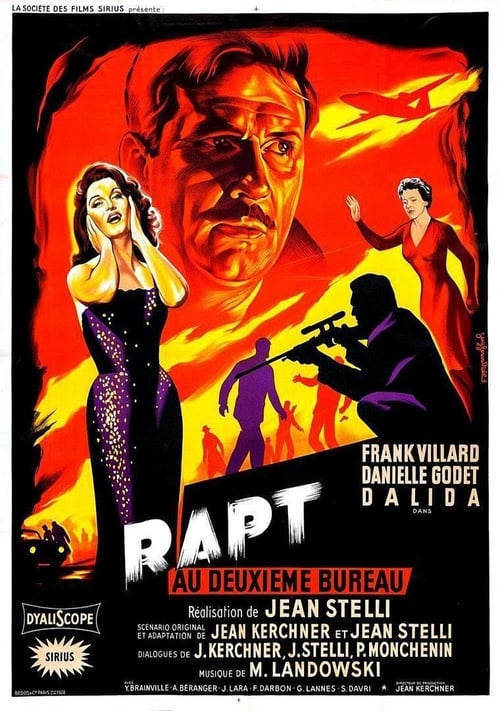 LA SOCIÉTÉ DES FILMS SIRIUS présente :
FRANK VILLARD
DANIELLE GODET
DALIDA
DANS
RAPT
AU DEUXIEME BUREAU
Réalisation de JEAN STELLI
SCENARIO ORIGINAL
ET ADAPTATION DE JEAN KERCHNER ET JEAN STELLI
DIALOGUES DE J. KERCHNER, J. STELLI, P. MONCHENIN
MUSIQUE DE M. LANDOWSKI
DYALISCOPE
SIRIUS
AVEC
Y. BRAINVILLE · A. BÉRANGER · J. LARA · F. DARBON · G. LANNES · S. DAVRI ★ DIRECTEUR DE PRODUCTION
JEAN KERCHNER